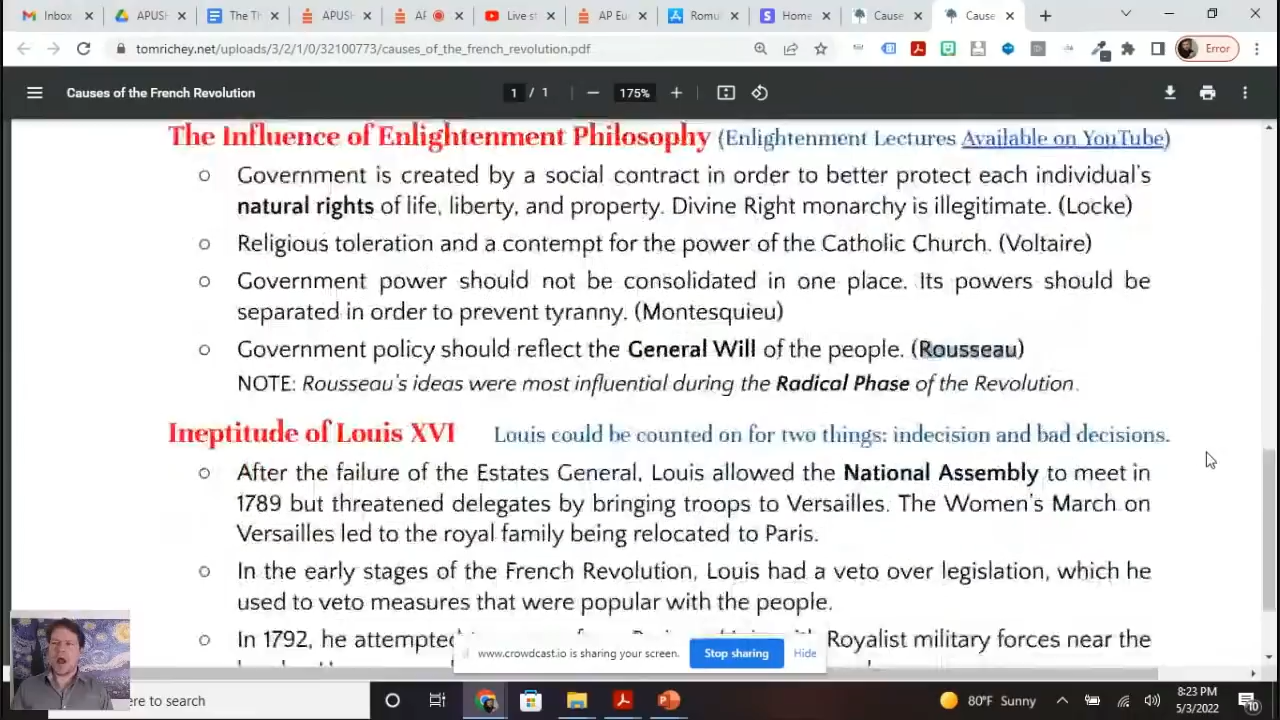 Inbox
APUSH
The Th
APUSH
AP
Live st
AP Eu
Romu
Home
Cause
Cause
tomrichey.net/uploads/3/2/1/0/32100773/causes_of_the_french_revolution.pdf
Error
Causes of the French Revolution
1 / 1
175%
The Influence of Enlightenment Philosophy (Enlightenment Lectures Available on YouTube)
Government is created by a social contract in order to better protect each individual's
natural rights of life, liberty, and property. Divine Right monarchy is illegitimate. (Locke)
Religious toleration and a contempt for the power of the Catholic Church. (Voltaire)
Government power should not be consolidated in one place. Its powers should be
separated in order to prevent tyranny. (Montesquieu)
Government policy should reflect the General Will of the people. (Rousseau)
NOTE: Rousseau's ideas were most influential during the Radical Phase of the Revolution.
Ineptitude of Louis XVI Louis could be counted on for two things: indecision and bad decisions.
After the failure of the Estates General, Louis allowed the National Assembly to meet in
1789 but threatened delegates by bringing troops to Versailles. The Women's March on
Versailles led to the royal family being relocated to Paris.
In the early stages of the French Revolution, Louis had a veto over legislation, which he
used to veto measures that were popular with the people.
In 1792, he attempted Royalist military forces near the
www.crowdcast.io is sharing your screen.
Stop sharing
Hide
here to search
80°F Sunny
8:23 PM
5/3/2022
10